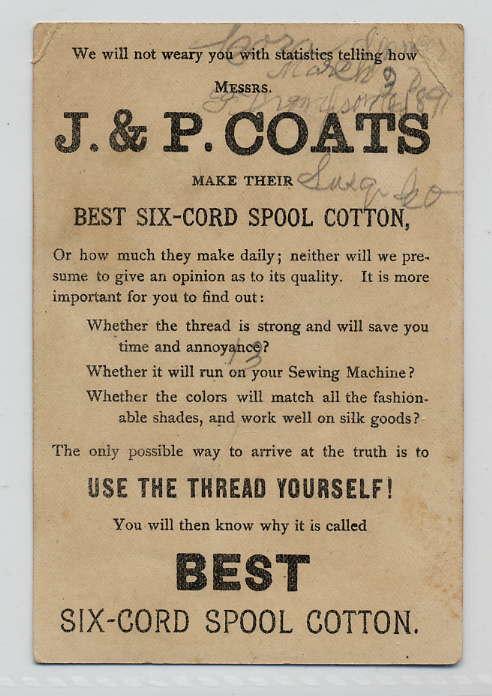 We will not weary you with statistics telling how
March
MESSRS.
J. & P. COATS
MAKE THEIR
Susq. Co
BEST SIX-CORD SPOOL COTTON,
Or how much they make daily; neither will we pre-
sume to give an opinion as to its quality. It is more
important for you to find out:
Whether the thread is strong and will save you
time and annoyance?
13
Whether it will run on your Sewing Machine?
Whether the colors will match all the fashion-
able shades, and work well on silk goods?
The only possible way to arrive at the truth is to
USE THE THREAD YOURSELF!
You will then know why it is called
BEST
SIX-CORD SPOOL COTTON.